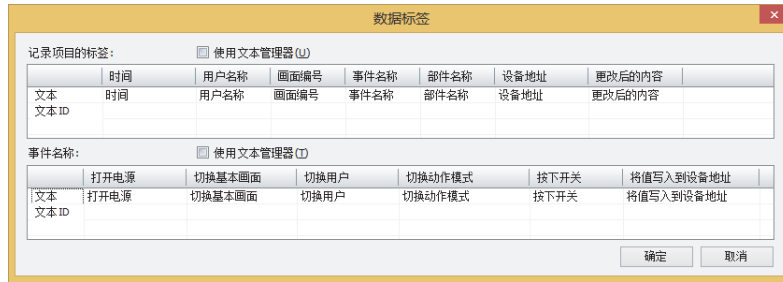 数据标签
记录项目的标签: 使用文本管理器(U)
时间 用户名称 画面编号 事件名称 部件名称 设备地址 更改后的内容
文本 时间 用户名称 画面编号 事件名称 部件名称 设备地址 更改后的内容
文本ID
事件名称: 使用文本管理器(T)
打开电源 切换基本画面 切换用户 切换动作模式 按下开关 将值写入到设备地址
文本 打开电源 切换基本画面 切换用户 切换动作模式 按下开关 将值写入到设备地址
文本ID
确定 取消